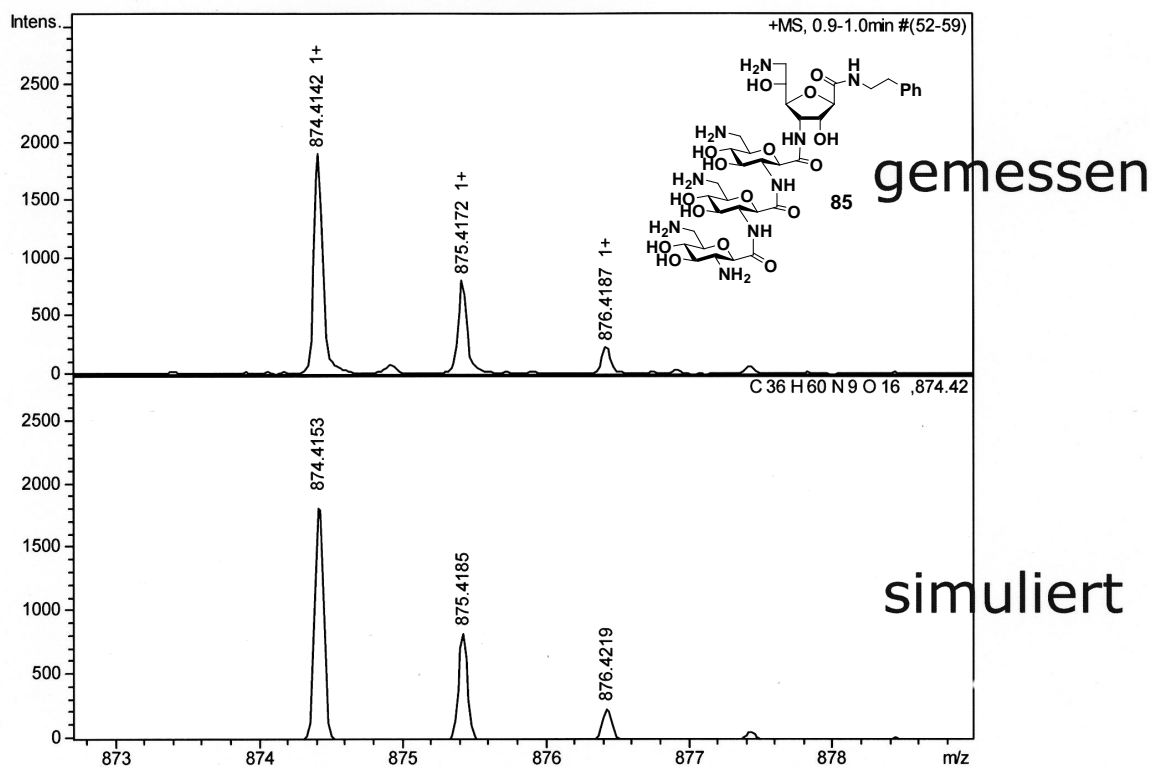 Intens.
+MS, 0.9-1.0min #(52-59)
2500
2000
1500
1000
500
0
874.4142 1+
875.4172 1+
876.4187 1+
H2N
HO
O
O
H
N
Ph
HN
OH
H2N
HO
HO
O
O
NH
H2N
HO
HO
O
O
NH
H2N
HO
HO
O
O
NH2
85
gemessen
C 36 H 60 N 9 O 16 ,874.42
2500
2000
1500
1000
500
0
874.4153
875.4185
876.4219
simuliert
873
874
875
876
877
878
m/z